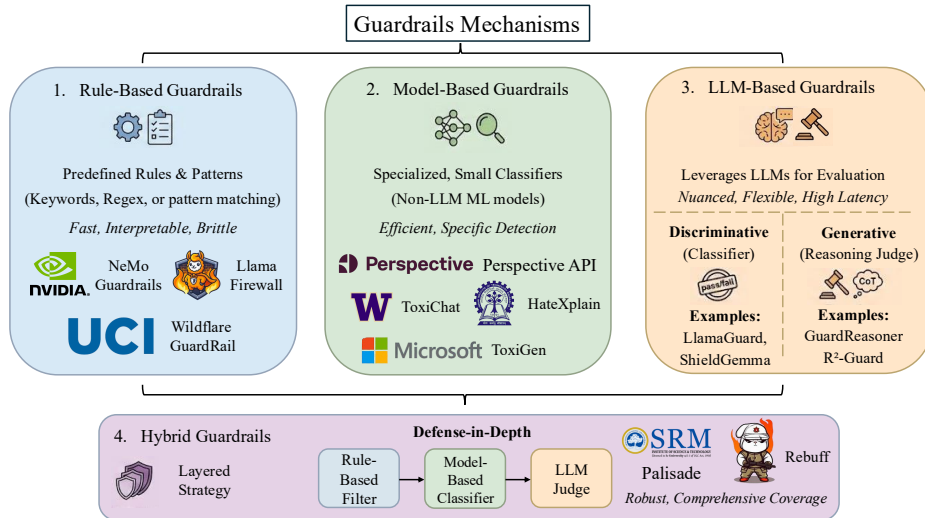 Guardrails Mechanisms
1. Rule-Based Guardrails
Predefined Rules & Patterns
(Keywords, Regex, or pattern matching)
Fast, Interpretable, Brittle
NVIDIA.
NeMo
Guardrails
Llama
Firewall
UCI
Wildflare
GuardRail
2. Model-Based Guardrails
Specialized, Small Classifiers
(Non-LLM ML models)
Efficient, Specific Detection
Perspective
Perspective API
W
ToxiChat
HateXplain
Microsoft
ToxiGen
3. LLM-Based Guardrails
Leverages LLMs for Evaluation
Nuanced, Flexible, High Latency
Discriminative
(Classifier)
pass/fail
Examples:
LlamaGuard,
ShieldGemma
Generative
(Reasoning Judge)
CoT
Examples:
GuardReasoner
R²-Guard
4. Hybrid Guardrails
Layered
Strategy
Defense-in-Depth
Rule-
Based
Filter
Model-
Based
Classifier
LLM
Judge
SRM
INSTITUTE OF SCIENCE & TECHNOLOGY
Palisade
Rebuff
Robust, Comprehensive Coverage